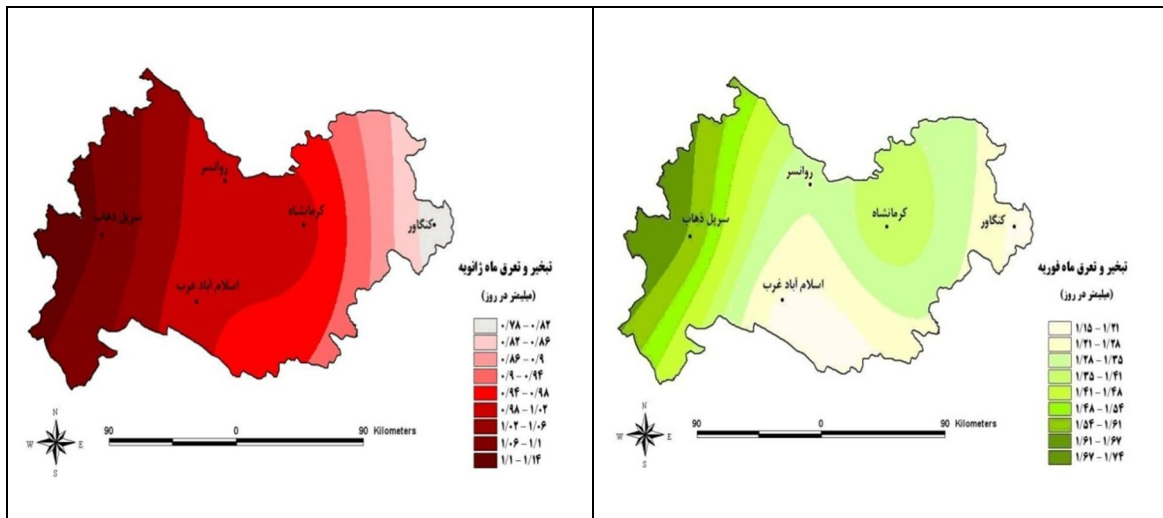 روانسر
کرمانشاه
سرپل ذهاب
کنگاور
اسلام آباد غرب
تبخیر و تعرق ماه ژانویه
(میلیمتر در روز)
۰/۷۸ - ۰/۸۲
۰/۸۲ - ۰/۸۶
۰/۸۶ - ۰/۹
۰/۹ - ۰/۹۴
۰/۹۴ - ۰/۹۸
۰/۹۸ - ۱/۰۲
۱/۰۲ - ۱/۰۶
۱/۰۶ - ۱/۱
۱/۱ - ۱/۱۴
N
W E
S
90 0 90 Kilometers
روانسر
کرمانشاه
سرپل ذهاب
کنگاور
اسلام آباد غرب
تبخیر و تعرق ماه فوریه
(میلیمتر در روز)
۱/۱۵ - ۱/۲۱
۱/۲۱ - ۱/۲۸
۱/۲۸ - ۱/۳۵
۱/۳۵ - ۱/۴۱
۱/۴۱ - ۱/۴۸
۱/۴۸ - ۱/۵۴
۱/۵۴ - ۱/۶۱
۱/۶۱ - ۱/۶۷
۱/۶۷ - ۱/۷۴
N
W E
S
90 0 90 Kilometers